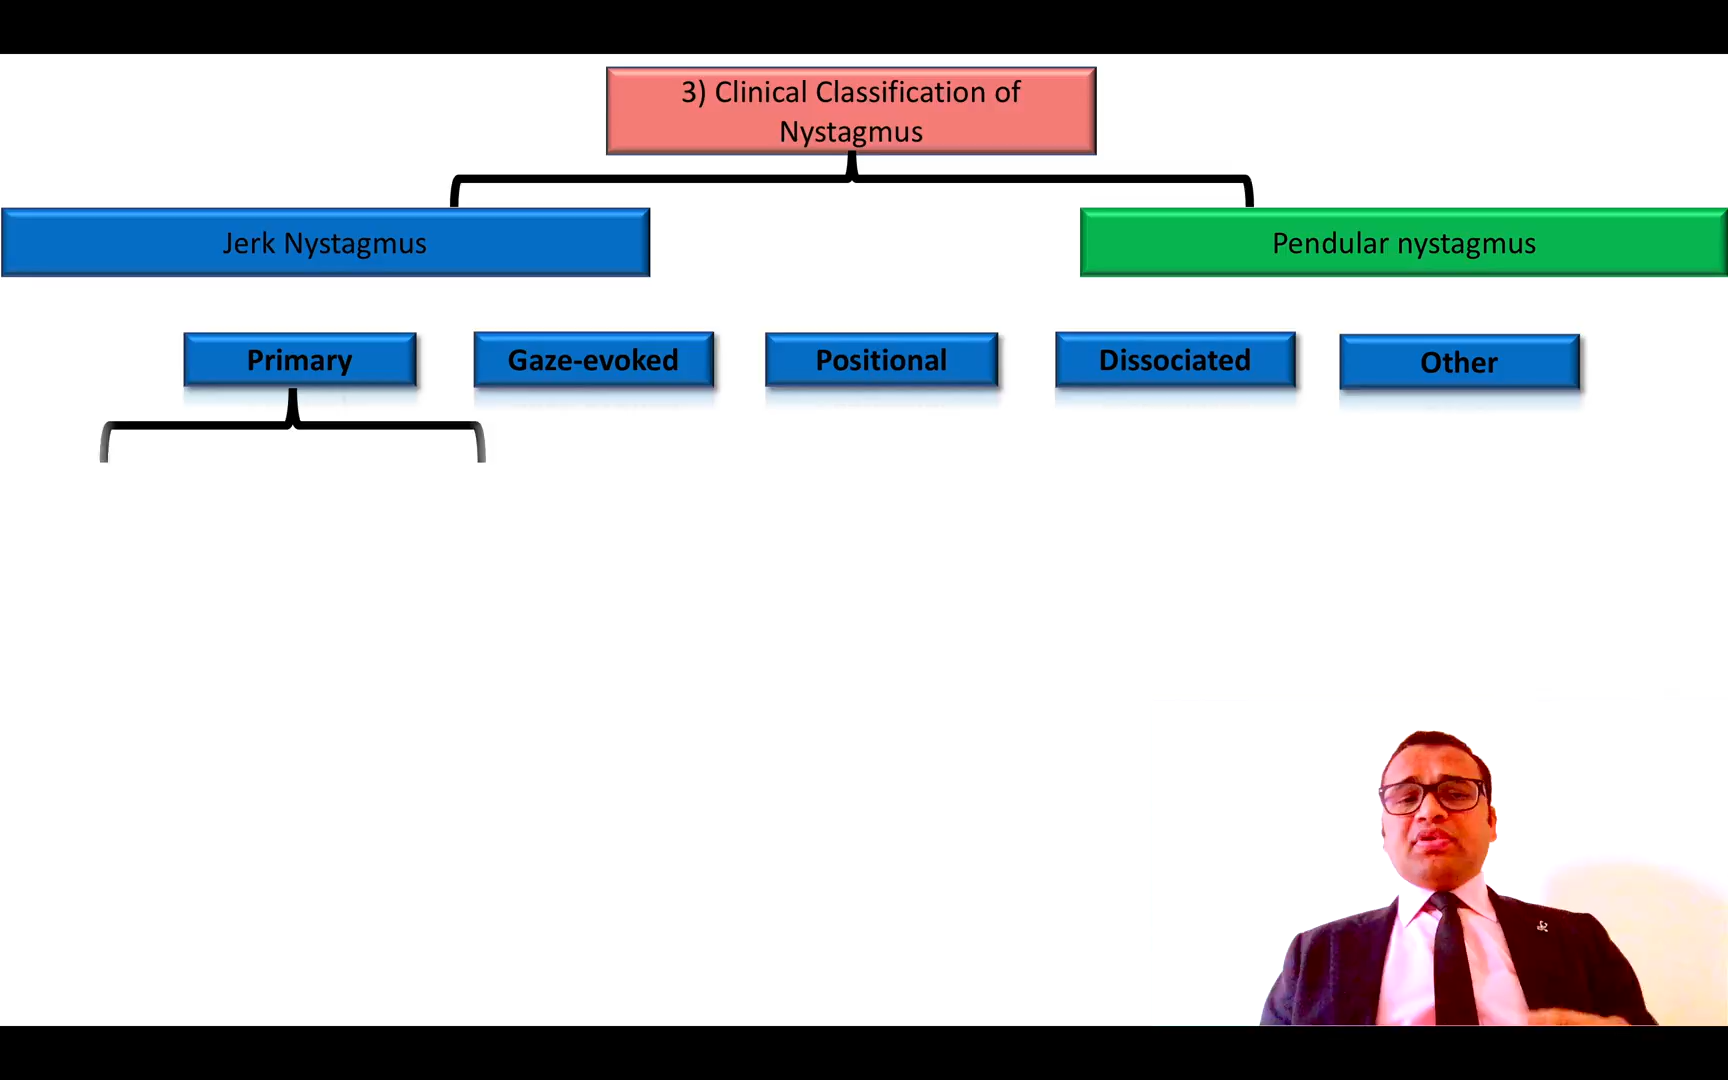 3) Clinical Classification of
Nystagmus
Jerk Nystagmus
Pendular nystagmus
Primary
Gaze-evoked
Positional
Dissociated
Other